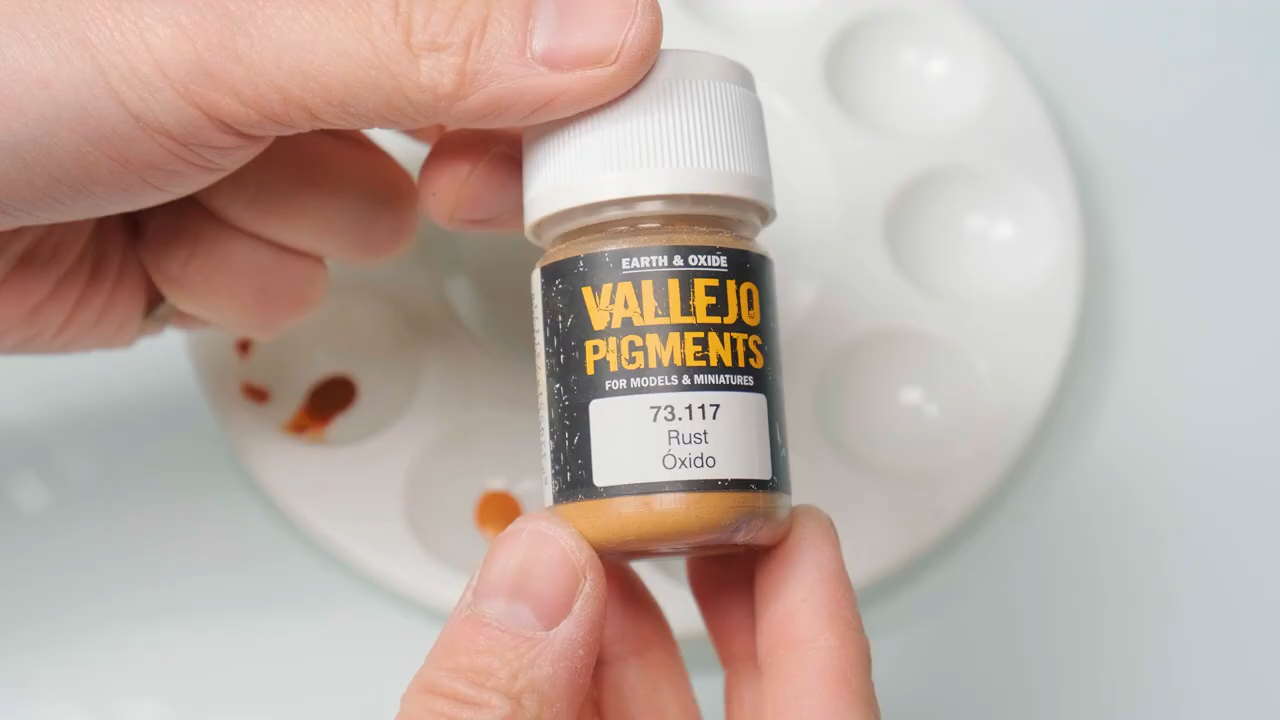 EARTH & OXIDE
VALLEJO
PIGMENTS
FOR MODELS & MINIATURES
73.117
Rust
Óxido